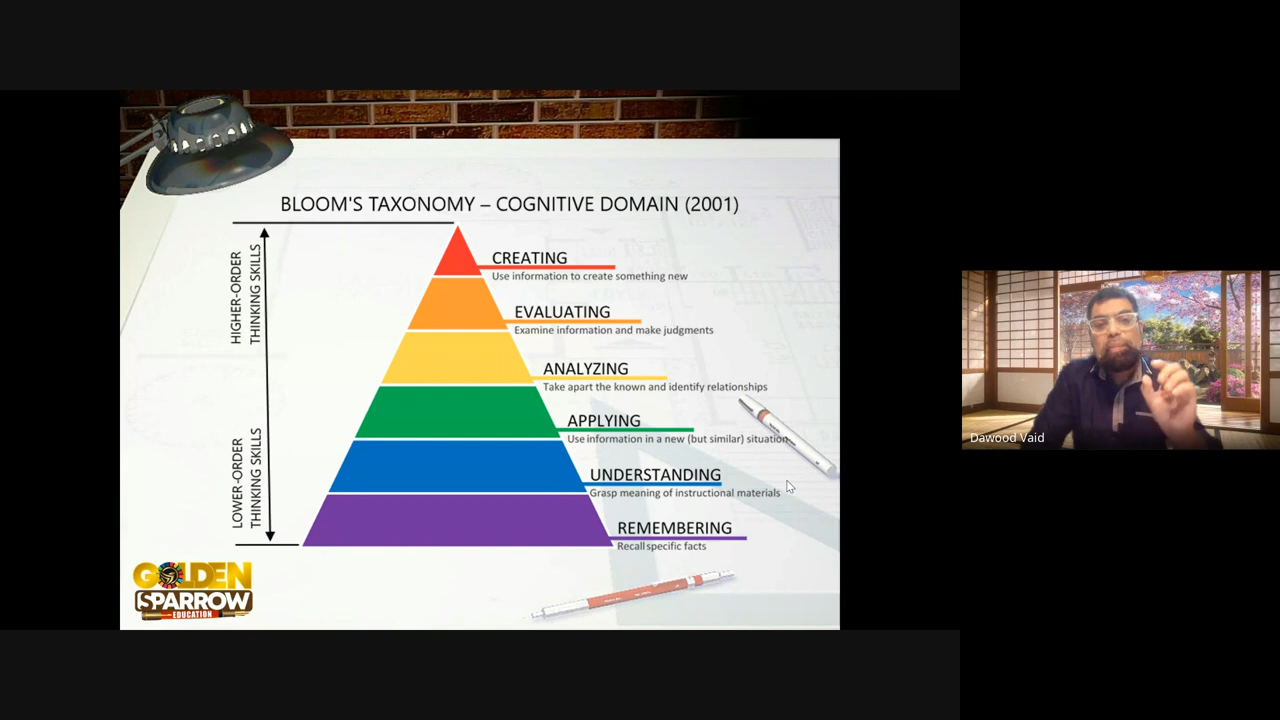 BLOOM'S TAXONOMY – COGNITIVE DOMAIN (2001)
HIGHER-ORDER
THINKING SKILLS
LOWER-ORDER
THINKING SKILLS
CREATING
Use information to create something new
EVALUATING
Examine information and make judgments
ANALYZING
Take apart the known and identify relationships
APPLYING
Use information in a new (but similar) situation
UNDERSTANDING
Grasp meaning of instructional materials
REMEMBERING
Recall specific facts
GOLDEN
SPARROW
EDUCATION
Dawood Vaid